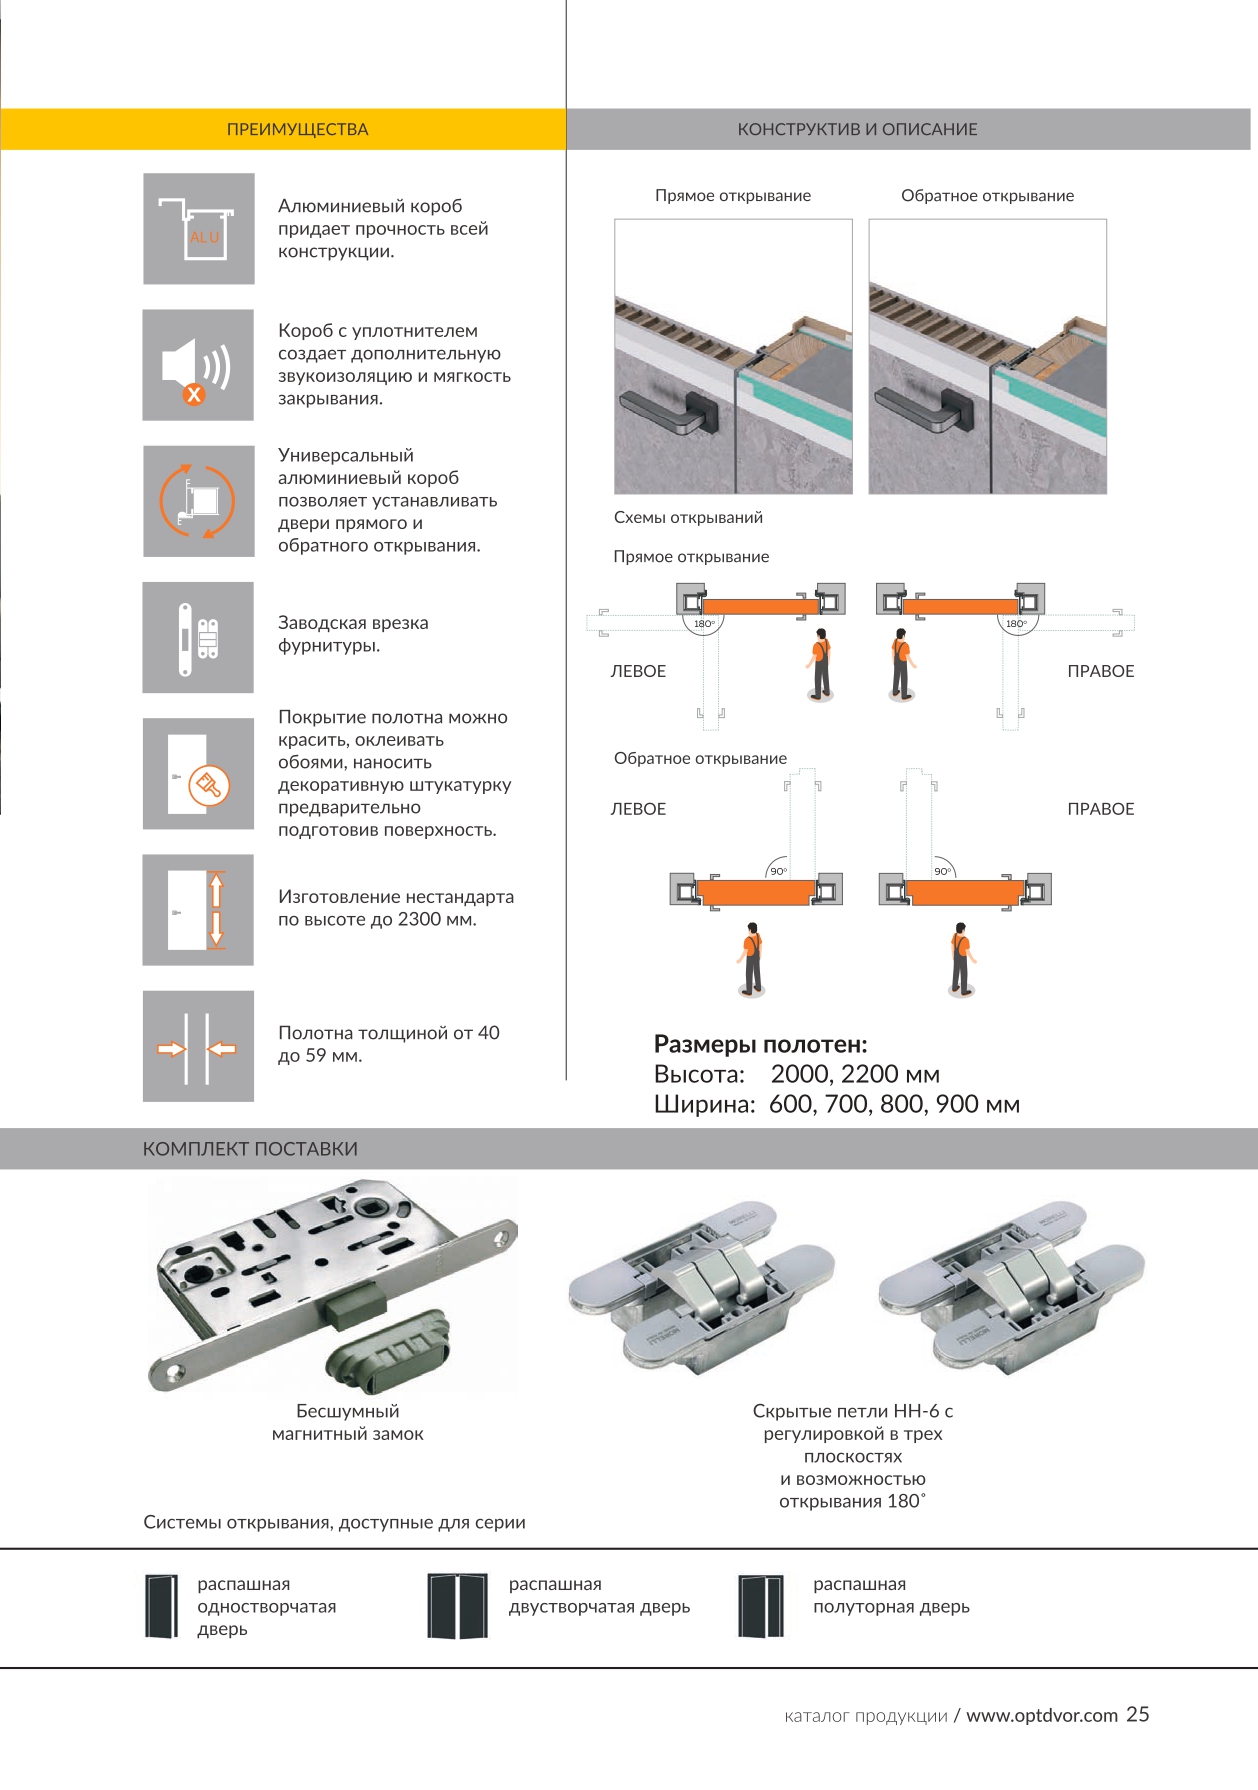 ПРЕИМУЩЕСТВА
ALU
Алюминиевый короб
придает прочность всей
конструкции.
X
Короб с уплотнителем
создает дополнительную
звукоизоляцию и мягкость
закрывания.
Универсальный
алюминиевый короб
позволяет устанавливать
двери прямого и
обратного открывания.
Заводская врезка
фурнитуры.
Покрытие полотна можно
красить, оклеивать
обоями, наносить
декоративную штукатурку
предварительно
подготовив поверхность.
Изготовление нестандарта
по высоте до 2300 мм.
Полотна толщиной от 40
до 59 мм.
КОНСТРУКТИВ И ОПИСАНИЕ
Прямое открывание
Обратное открывание
Схемы открываний
Прямое открывание
180°
180°
ЛЕВОЕ
ПРАВОЕ
Обратное открывание
ЛЕВОЕ
ПРАВОЕ
90°
90°
Размеры полотен:
Высота: 2000, 2200 мм
Ширина: 600, 700, 800, 900 мм
КОМПЛЕКТ ПОСТАВКИ
MORELLI
MORELLI
MORELLI
MORELLI
Бесшумный
магнитный замок
Скрытые петли HH-6 с
регулировкой в трех
плоскостях
и возможностью
открывания 180˚
Системы открывания, доступные для серии
распашная
одностворчатая
дверь
распашная
двустворчатая дверь
распашная
полуторная дверь
каталог продукции / www.optdvor.com 25